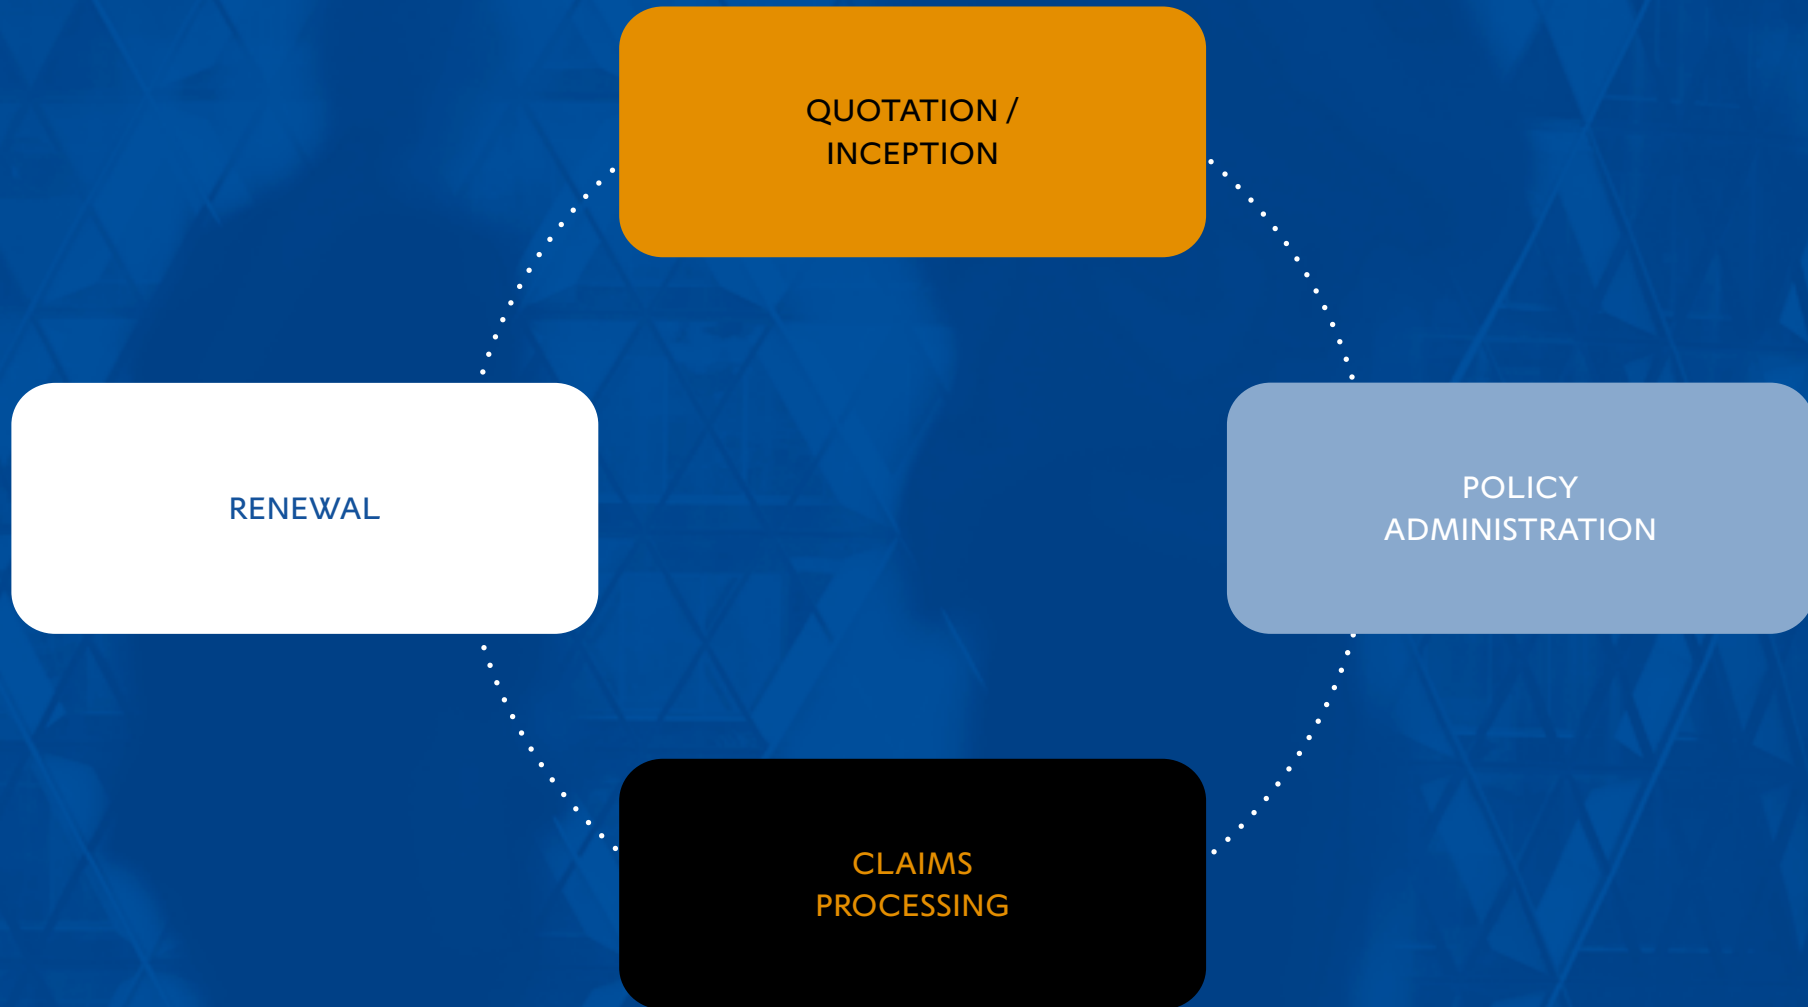 QUOTATION /
INCEPTION
RENEWAL
POLICY
ADMINISTRATION
CLAIMS
PROCESSING